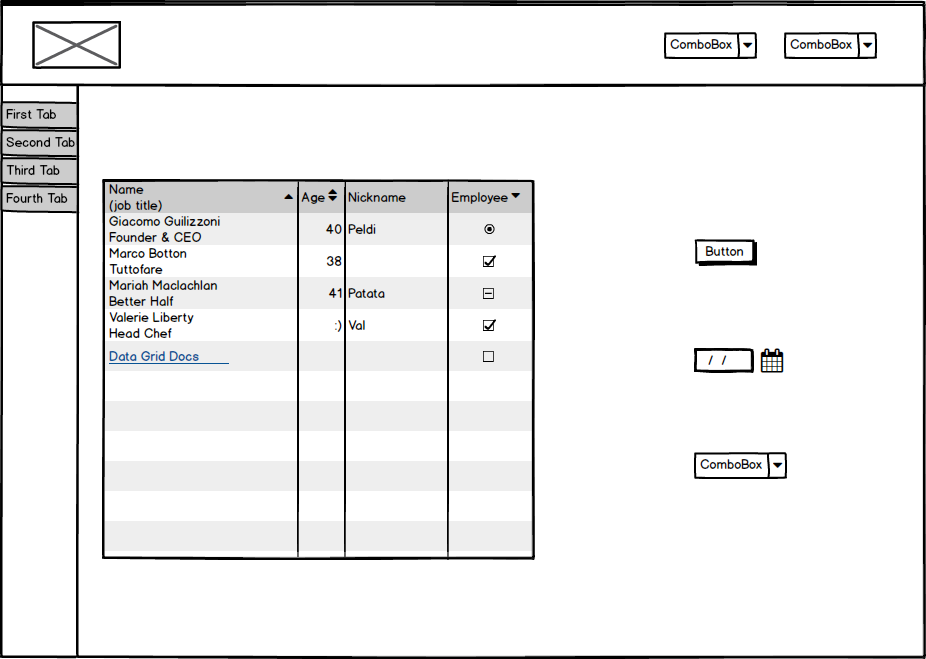 ComboBox
ComboBox
First Tab
Second Tab
Third Tab
Fourth Tab
Name
(job title)
Age
Nickname
Employee
Giacomo Guilizzoni
Founder & CEO
40
Peldi
Marco Botton
Tuttofare
38
Mariah Maclachlan
Better Half
41
Patata
Valerie Liberty
Head Chef
:)
Val
Data Grid Docs
Button
/ /
ComboBox